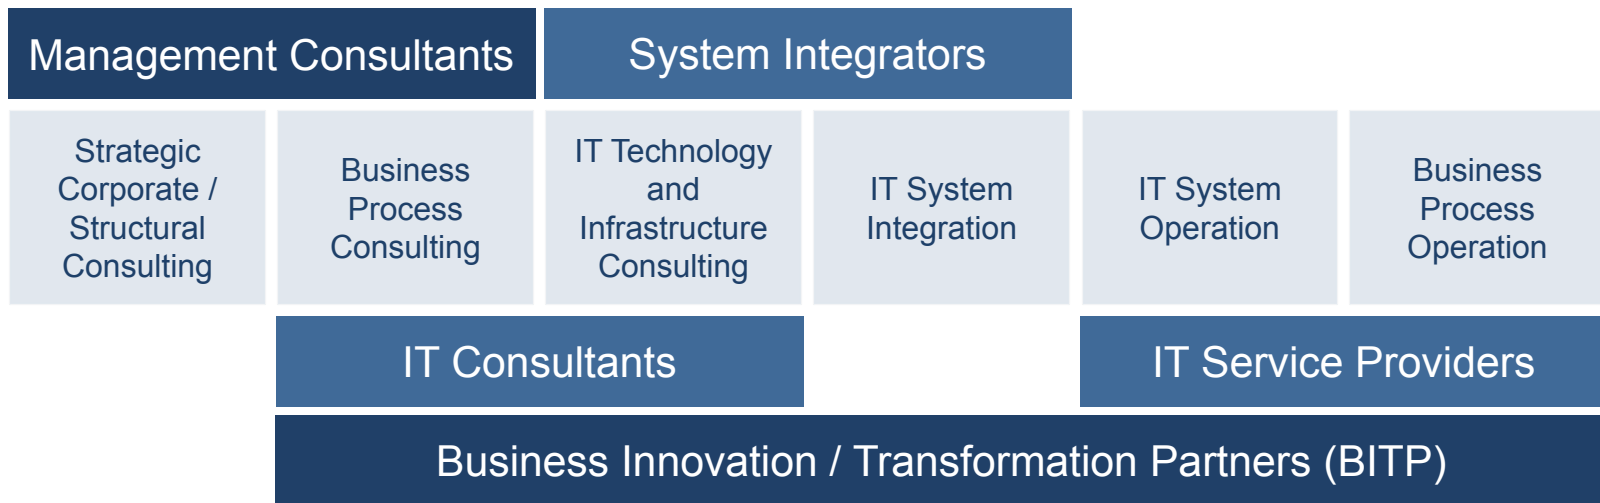 Management Consultants
System Integrators
Strategic
Corporate /
Structural
Consulting
Business
Process
Consulting
IT Technology
and
Infrastructure
Consulting
IT System
Integration
IT System
Operation
Business
Process
Operation
IT Consultants
IT Service Providers
Business Innovation / Transformation Partners (BITP)